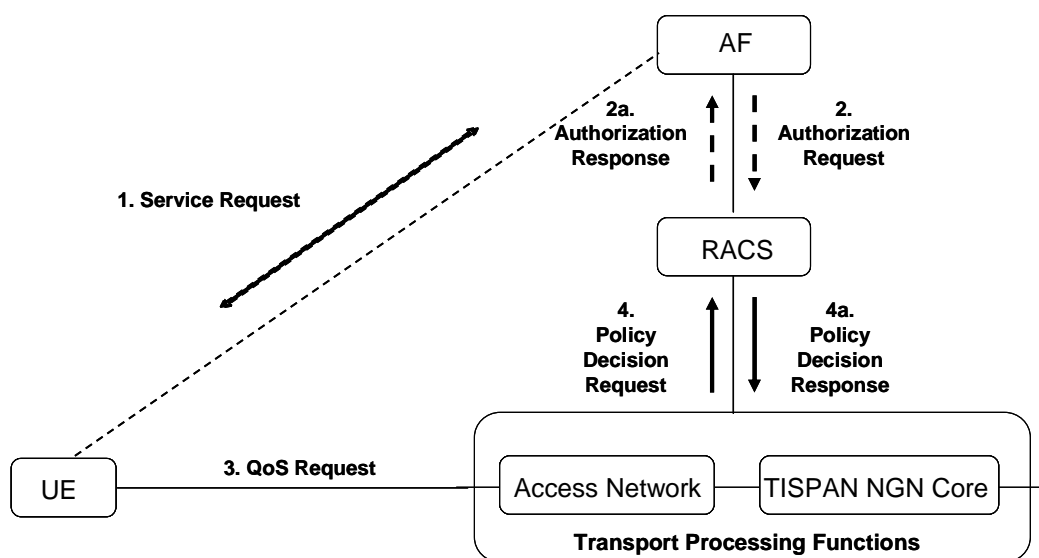 AF
2a.
Authorization
Response
2.
Authorization
Request
1. Service Request
RACS
4.
Policy
Decision
Request
4a.
Policy
Decision
Response
3. QoS Request
UE
Access Network
TISPAN NGN Core
Transport Processing Functions